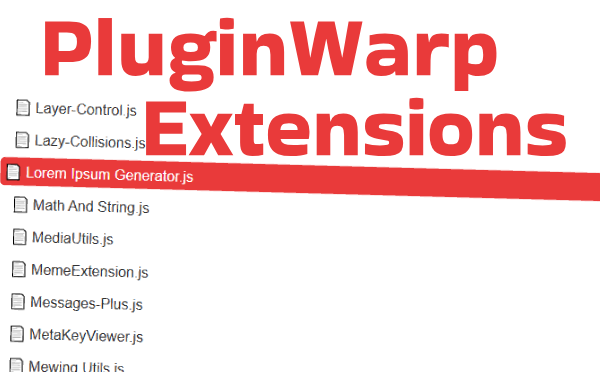 PluginWarp
Extensions
Layer-Control.js
Lazy-Collisions.js
Lorem Ipsum Generator.js
Math And String.js
MediaUtils.js
MemeExtension.js
Messages-Plus.js
MetaKeyViewer.js
Mewing Utils.js